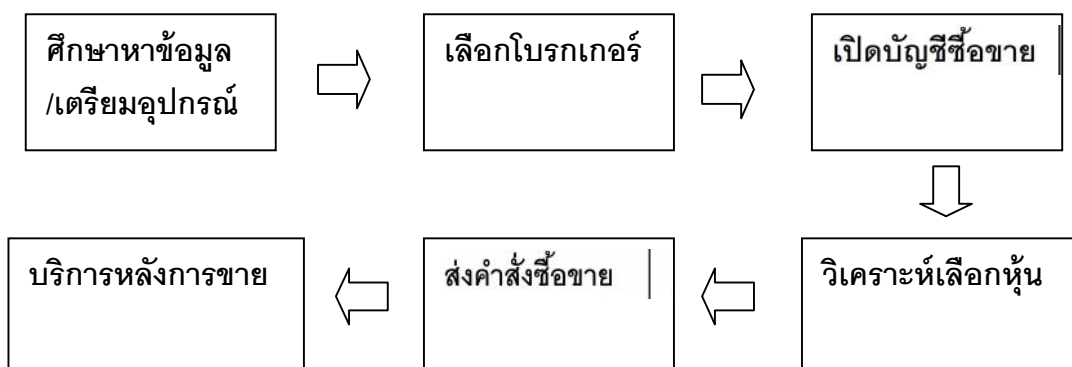 ศึกษาหาข้อมูล
/เตรียมอุปกรณ์
เลือกโบรกเกอร์
เปิดบัญชีซื้อขาย
วิเคราะห์เลือกหุ้น
ส่งคำสั่งซื้อขาย
บริการหลังการขาย